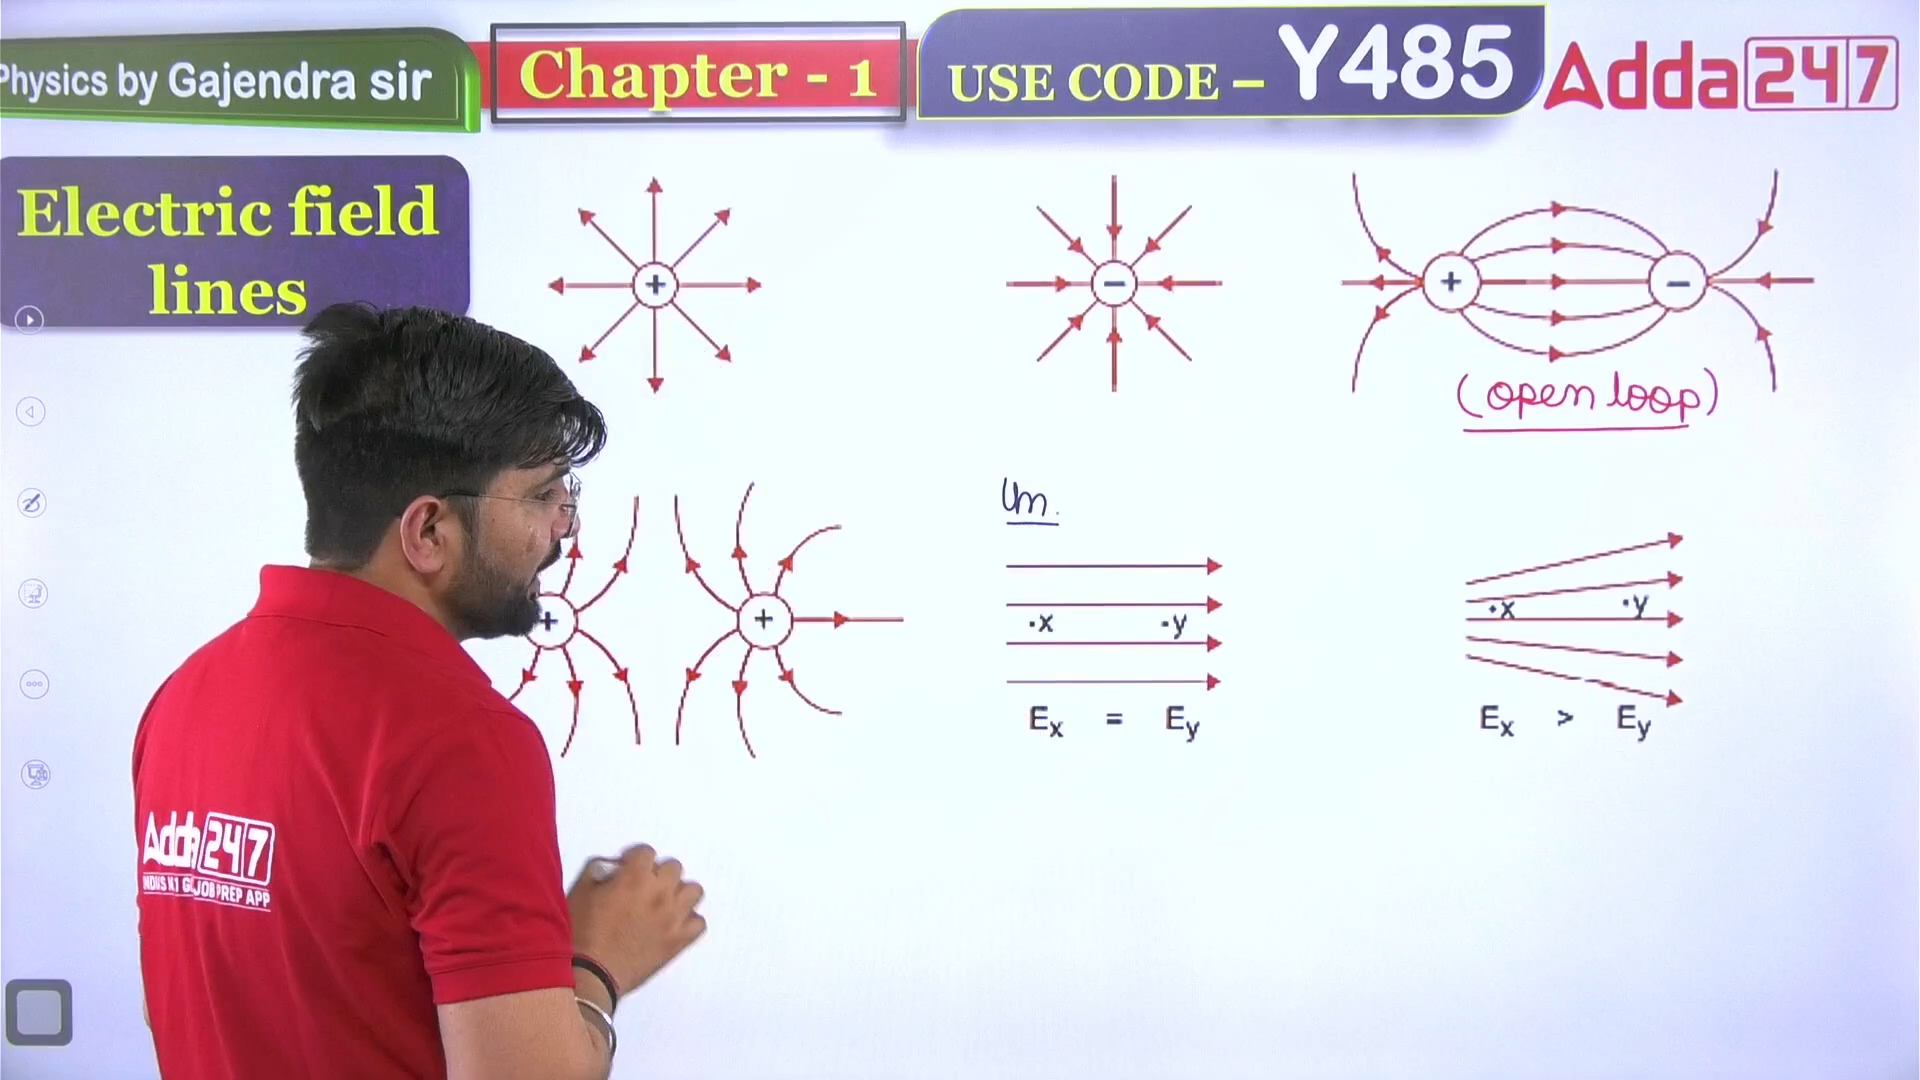 Physics by Gajendra sir
Chapter - 1
USE CODE – Y485
Adda247
Electric field
lines
+
−
+ −
(open loop)
+ +
Um.
·x ·y
Ex = Ey
·x ·y
Ex > Ey
Adda247